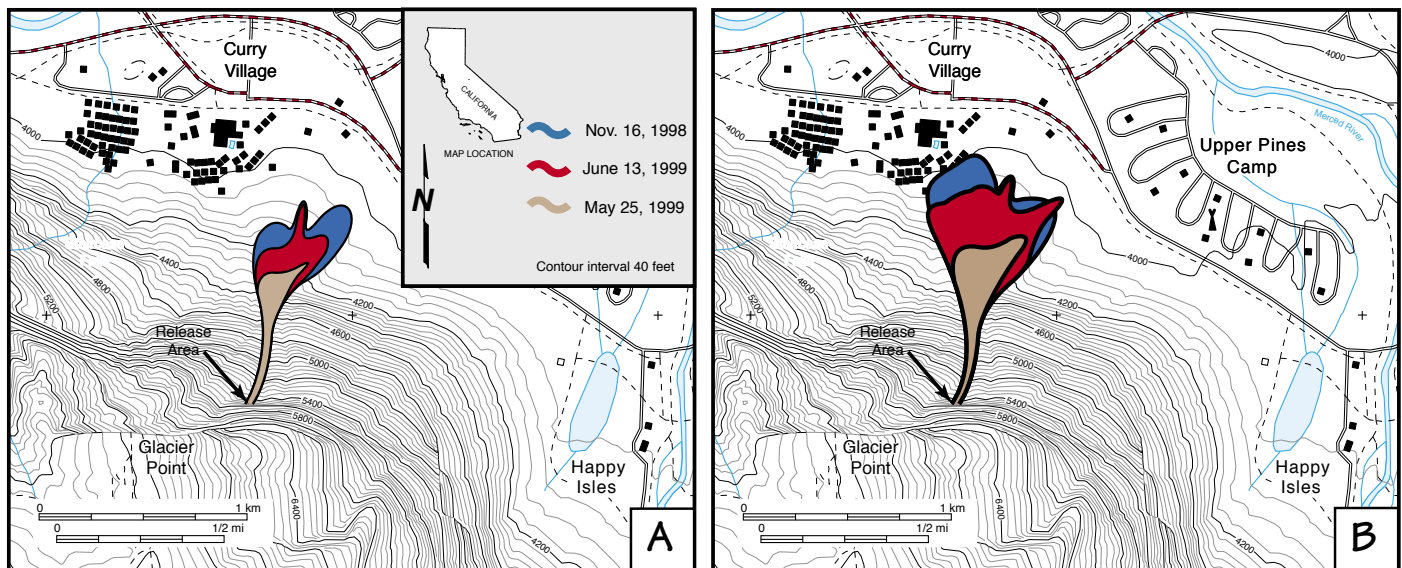 Curry
Village
CALIFORNIA
MAP LOCATION
Nov. 16, 1998
June 13, 1999
May 25, 1999
N
Contour interval 40 feet
4000
4400
4800
5200
4200
4600
5000
5400
5800
6400
4200
Release
Area
Glacier
Point
Happy
Isles
0 1 km
0 1/2 mi
A
Curry
Village
4000
Merced River
Upper Pines
Camp
4000
4000
4400
4800
5200
4200
4600
5000
5400
5800
6400
4200
Release
Area
Glacier
Point
Happy
Isles
0 1 km
0 1/2 mi
B